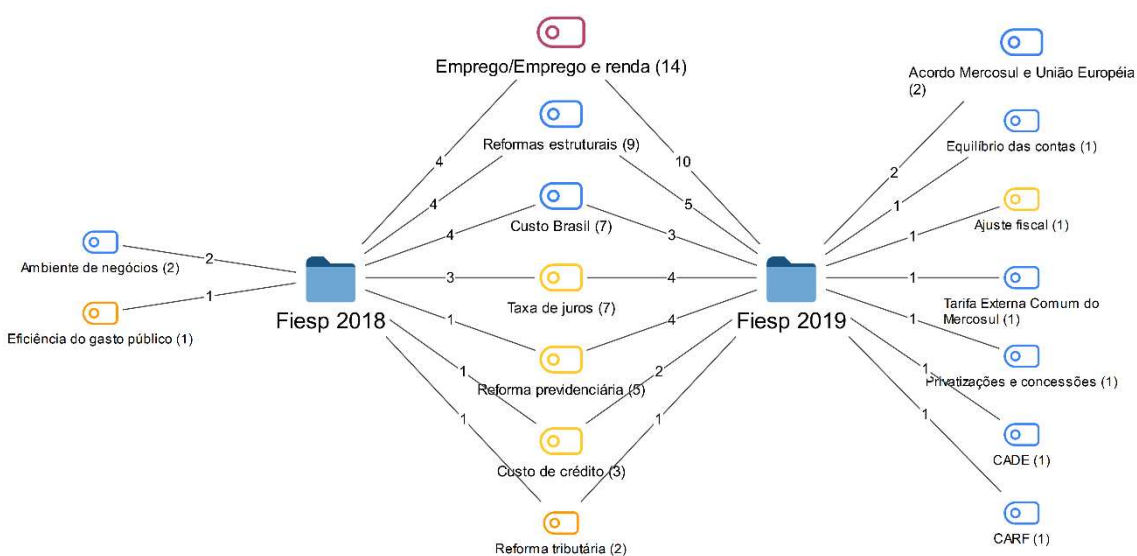 Emprego/Emprego e renda (14)
Acordo Mercosul e União Européia
(2)
Reformas estruturais (9)
Equilíbrio das contas (1)
4
10
2
4
5
1
Custo Brasil (7)
Ajuste fiscal (1)
4
3
1
Ambiente de negócios (2)
2
3
Taxa de juros (7)
4
1
Tarifa Externa Comum do
Mercosul (1)
1
Fiesp 2018
Fiesp 2019
Eficiência do gasto público (1)
1
4
1
Reforma previdenciária (5)
Privatizações e concessões (1)
1
2
1
1
1
1
Custo de crédito (3)
CADE (1)
Reforma tributária (2)
CARF (1)